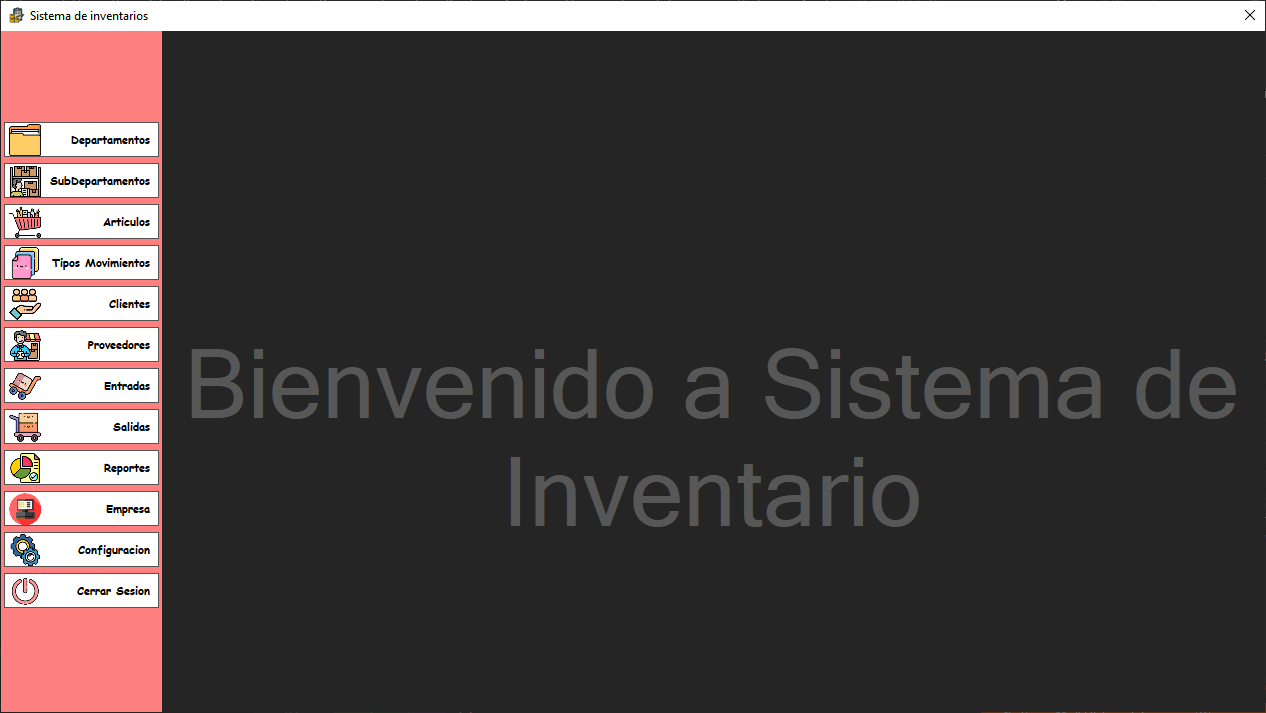 Sistema de inventarios
Departamentos
SubDepartamentos
Articulos
Tipos Movimientos
Clientes
Proveedores
Entradas
Salidas
Reportes
Empresa
Configuracion
Cerrar Sesion
Bienvenido a Sistema de
Inventario